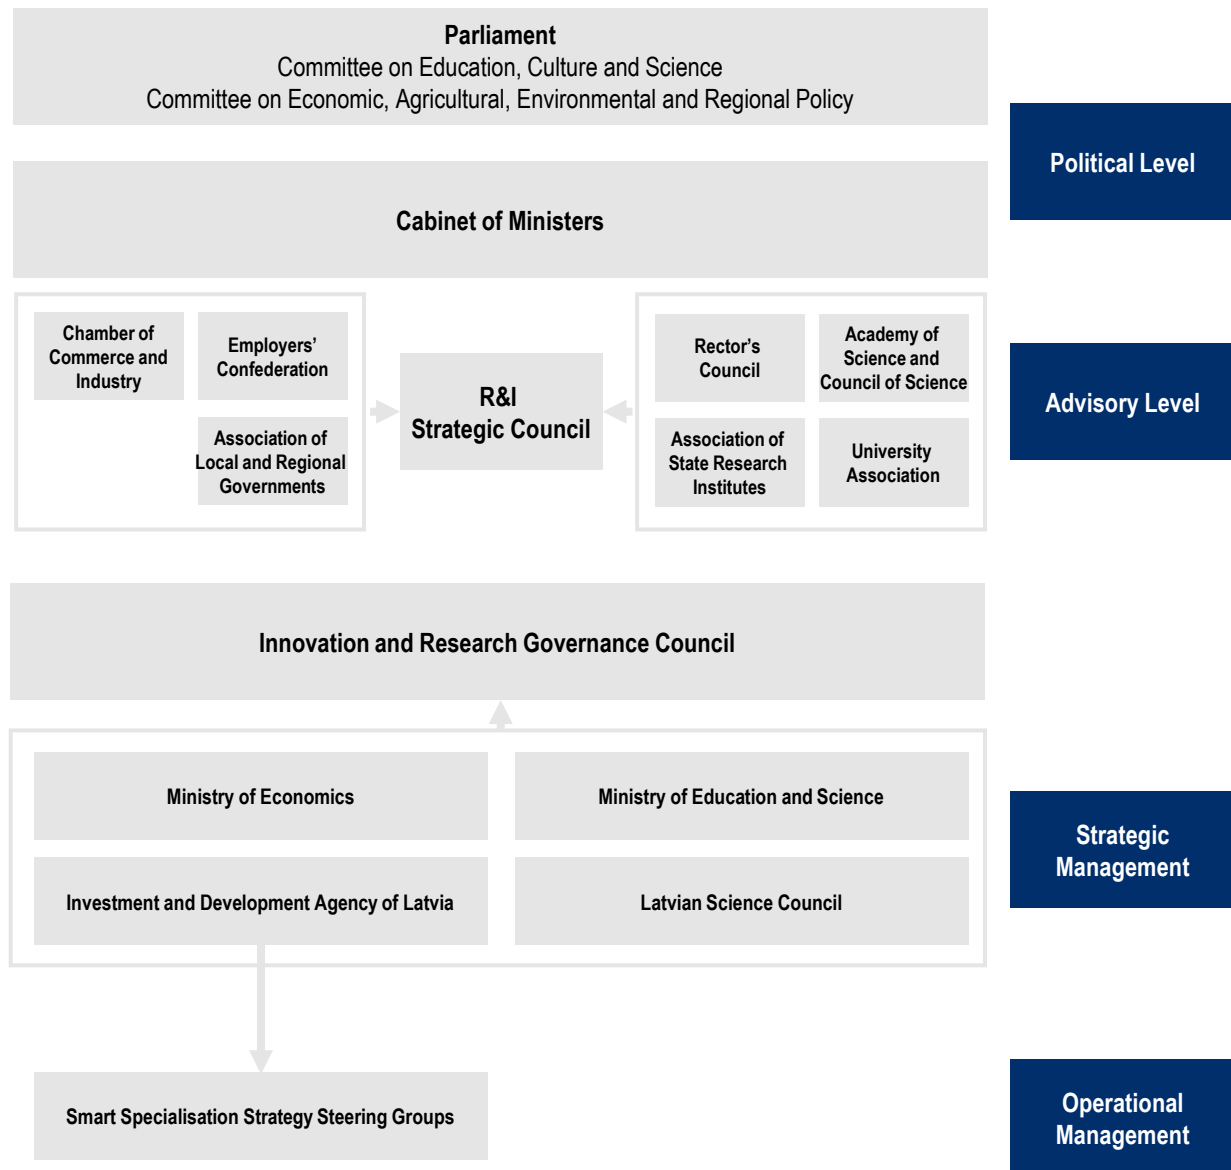 Parliament
Committee on Education, Culture and Science
Committee on Economic, Agricultural, Environmental and Regional Policy
Political Level
Cabinet of Ministers
Chamber of
Commerce and
Industry
Employers’
Confederation
Association of
Local and Regional
Governments
R&I
Strategic Council
Rector’s
Council
Academy of
Science and
Council of Science
Association of
State Research
Institutes
University
Association
Advisory Level
Innovation and Research Governance Council
Ministry of Economics
Ministry of Education and Science
Investment and Development Agency of Latvia
Latvian Science Council
Strategic
Management
Smart Specialisation Strategy Steering Groups
Operational
Management